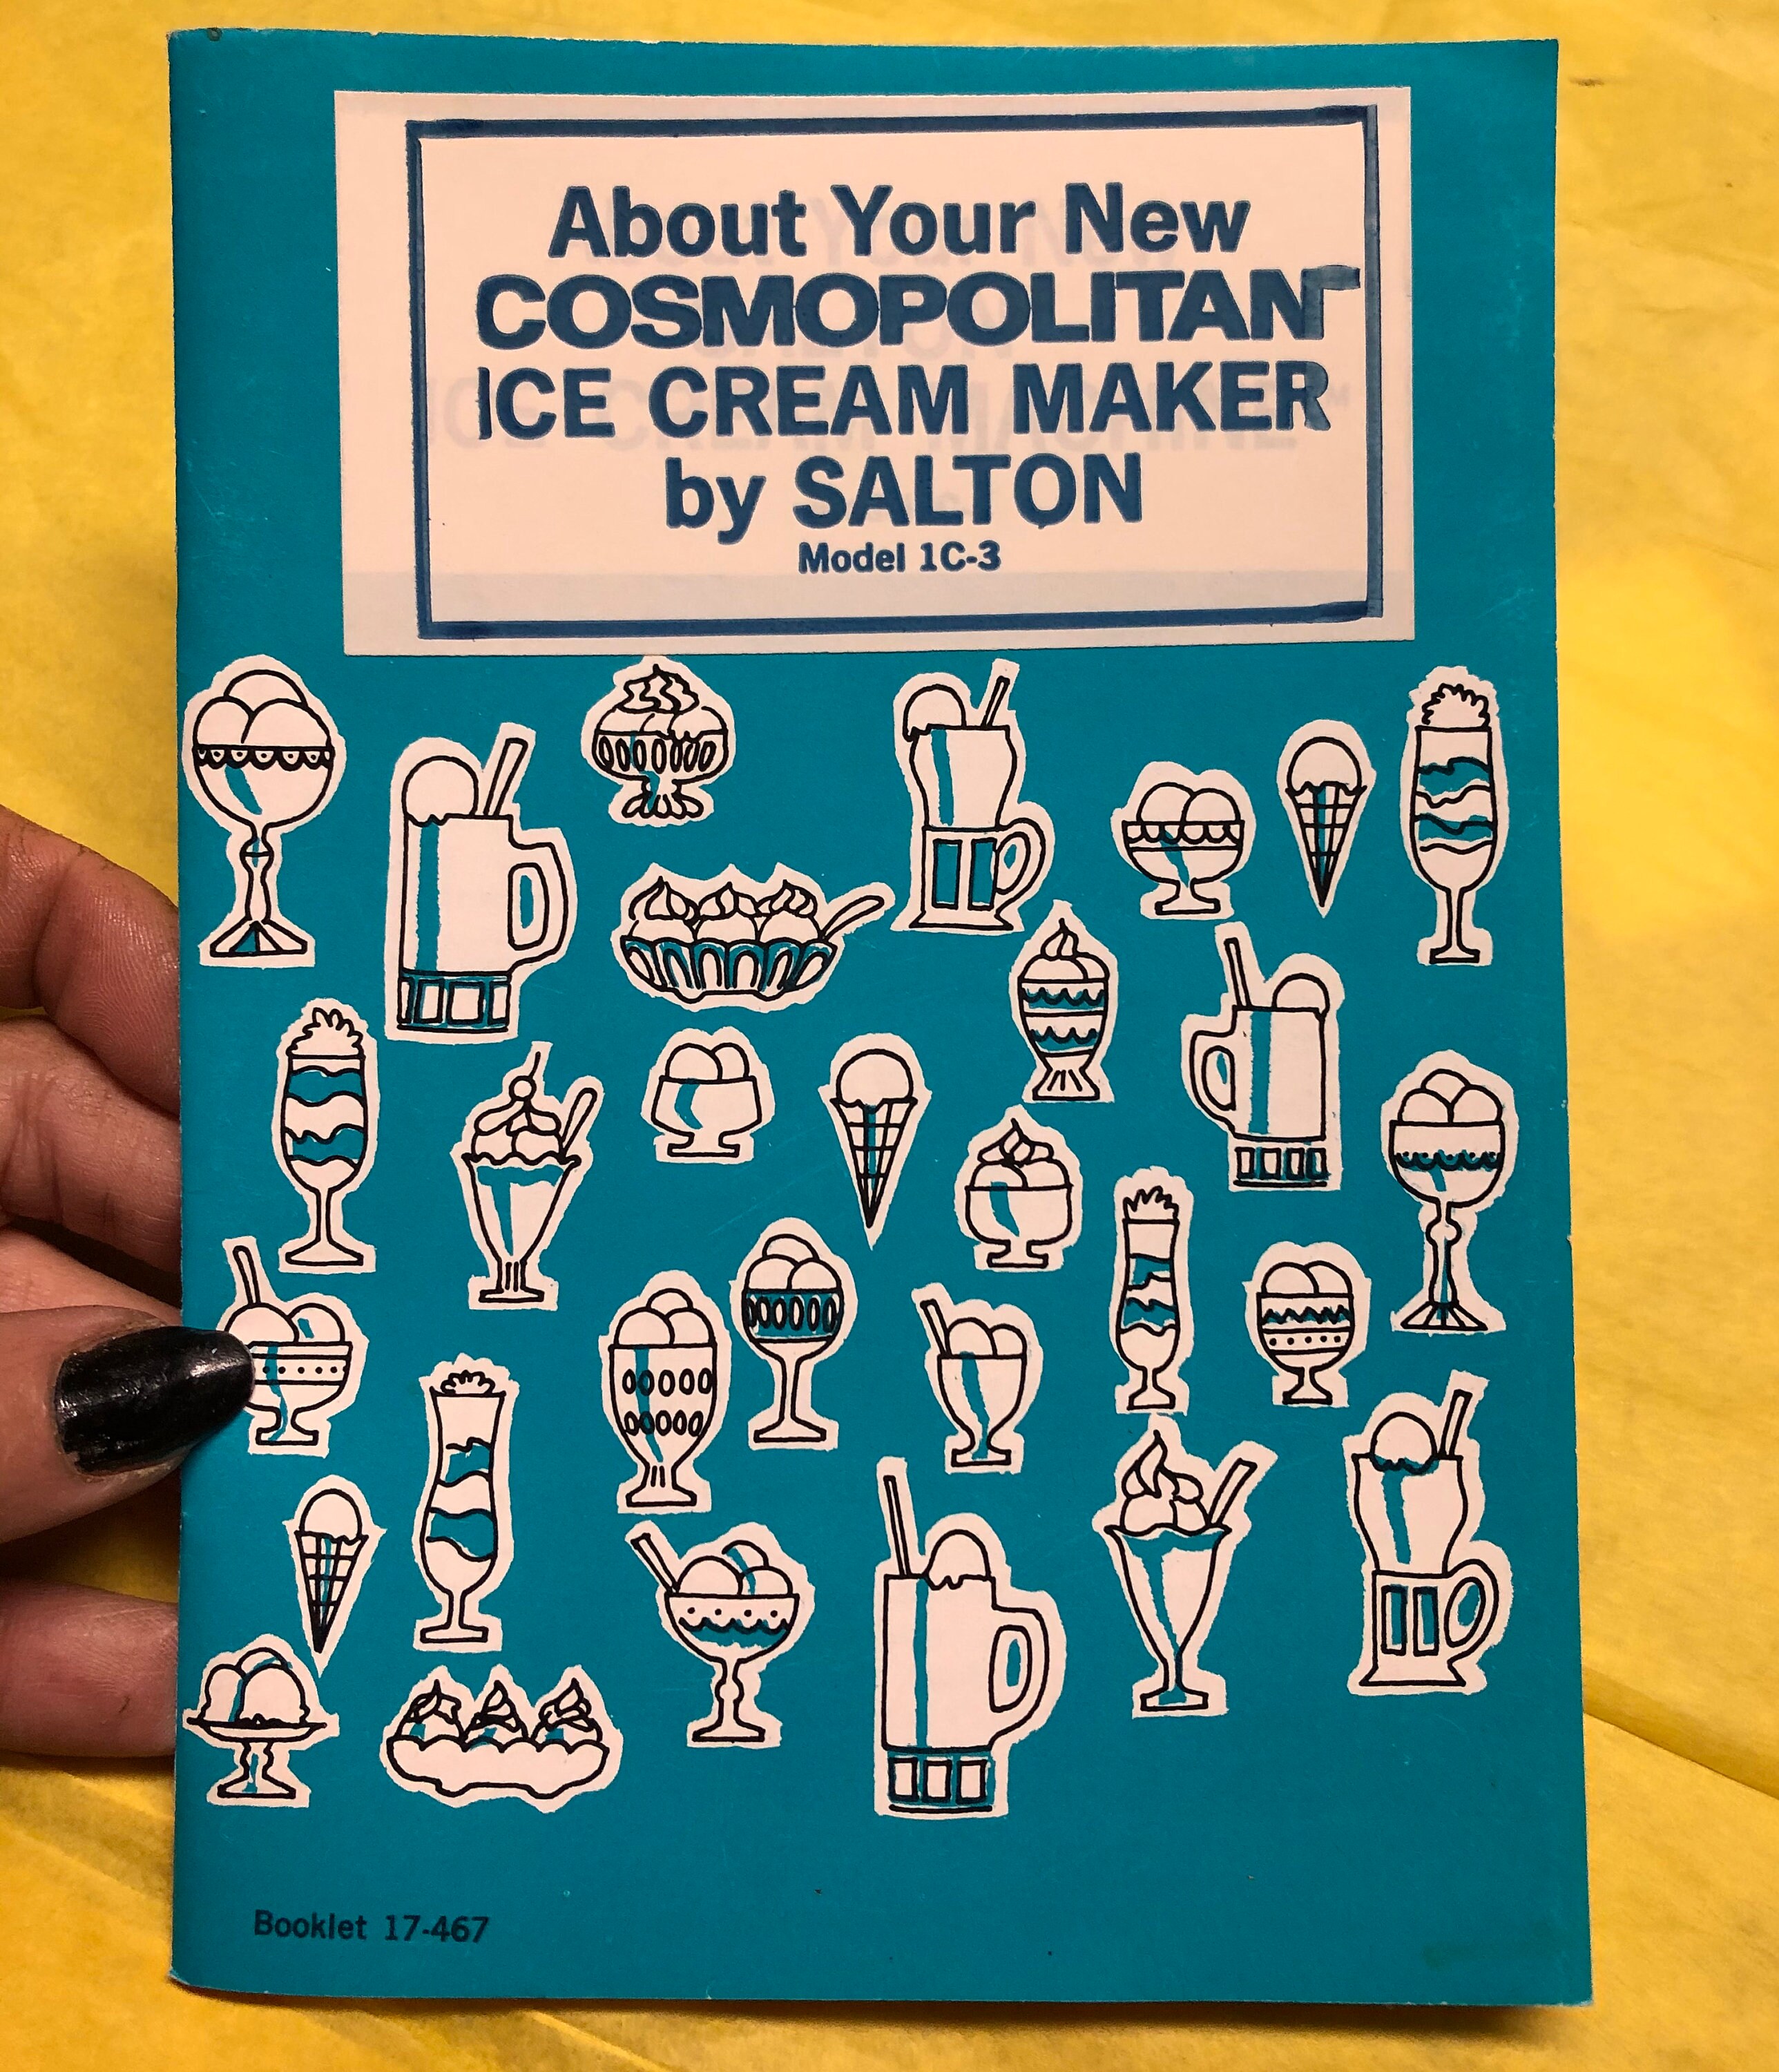 About Your New
COSMOPOLITAN
ICE CREAM MAKER
by SALTON
Model 1C-3
Booklet 17-467